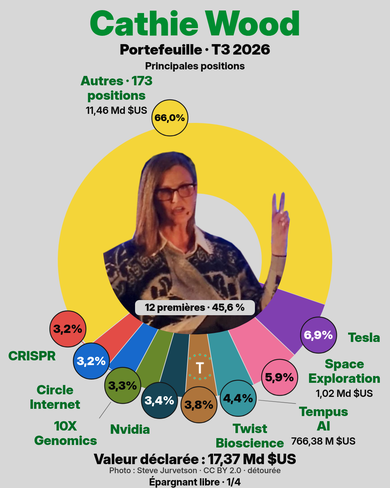 Cathie Wood
Portefeuille · T3 2026
Principales positions
Autres · 173
positions
11,46 Md $US
66,0%
12 premières · 45,6 %
3,2%
6,9%
Tesla
CRISPR
3,2%
5,9%
Space
Exploration
1,02 Md $US
3,3%
T
4,4%
Circle
Internet
3,4%
3,8%
Tempus
AI
766,38 M $US
10X
Genomics
Nvidia
Twist
Bioscience
Valeur déclarée : 17,37 Md $US
Photo : Steve Jurvetson · CC BY 2.0 · détourée
Épargnant libre · 1/4